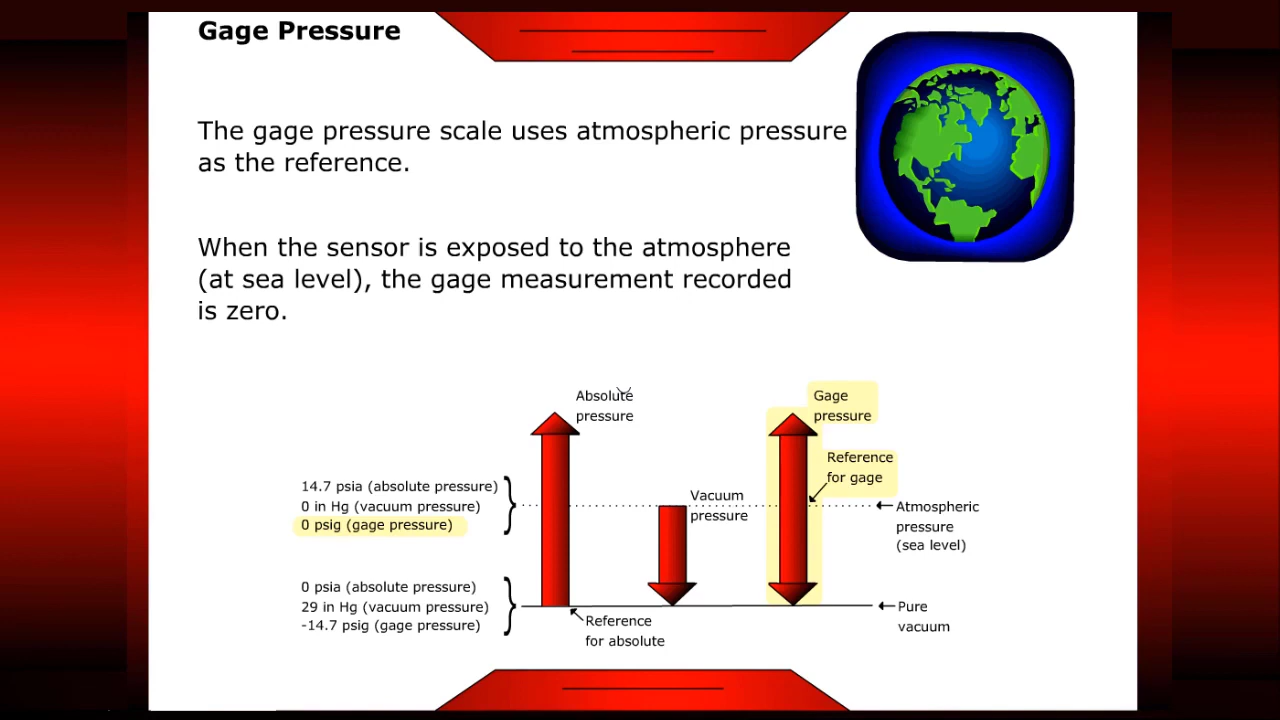 Gage Pressure
The gage pressure scale uses atmospheric pressure
as the reference.
When the sensor is exposed to the atmosphere
(at sea level), the gage measurement recorded
is zero.
Absolute
pressure
Gage
pressure
Reference
for gage
14.7 psia (absolute pressure)
0 in Hg (vacuum pressure)
0 psig (gage pressure)
Vacuum
pressure
Atmospheric
pressure
(sea level)
0 psia (absolute pressure)
29 in Hg (vacuum pressure)
-14.7 psig (gage pressure)
Reference
for absolute
Pure
vacuum